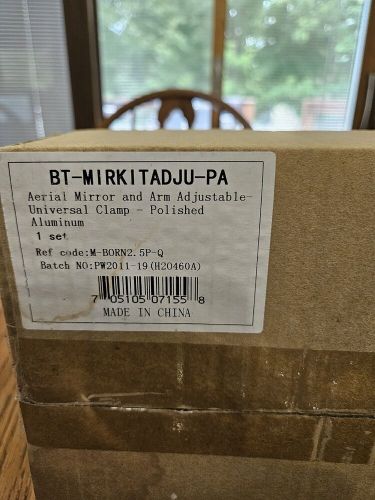 BT-MIRKITADJU-PA
Aerial Mirror and Arm Adjustable-
Universal Clamp - Polished
Aluminum
1 set
Ref code:M-BORN2.5P-Q
Batch NO:PW2011-19(H20460A)
7 05105 07155 8
MADE IN CHINA